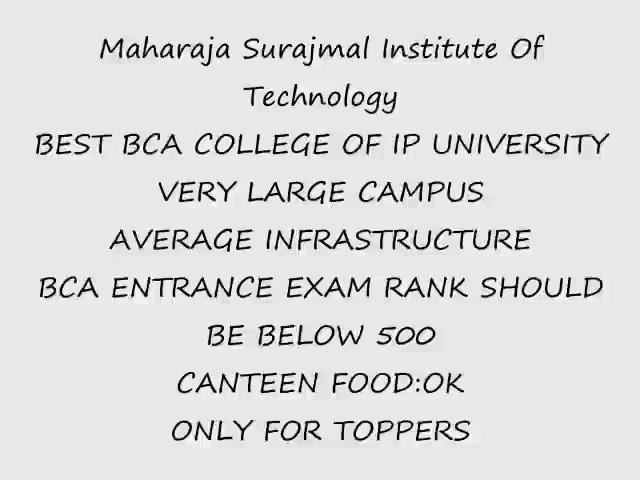 Maharaja Surajmal Institute Of
Technology
BEST BCA COLLEGE OF IP UNIVERSITY
VERY LARGE CAMPUS
AVERAGE INFRASTRUCTURE
BCA ENTRANCE EXAM RANK SHOULD
BE BELOW 500
CANTEEN FOOD:OK
ONLY FOR TOPPERS